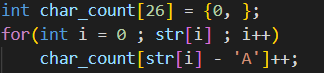 int char_count[26] = {0, };
for(int i = 0 ; str[i] ; i++)
    char_count[str[i] - 'A']++;